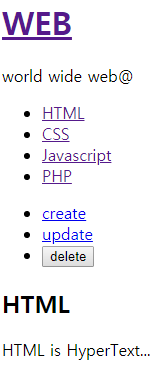 WEB
world wide web@
HTML
CSS
Javascript
PHP
create
update
delete
HTML
HTML is HyperText...